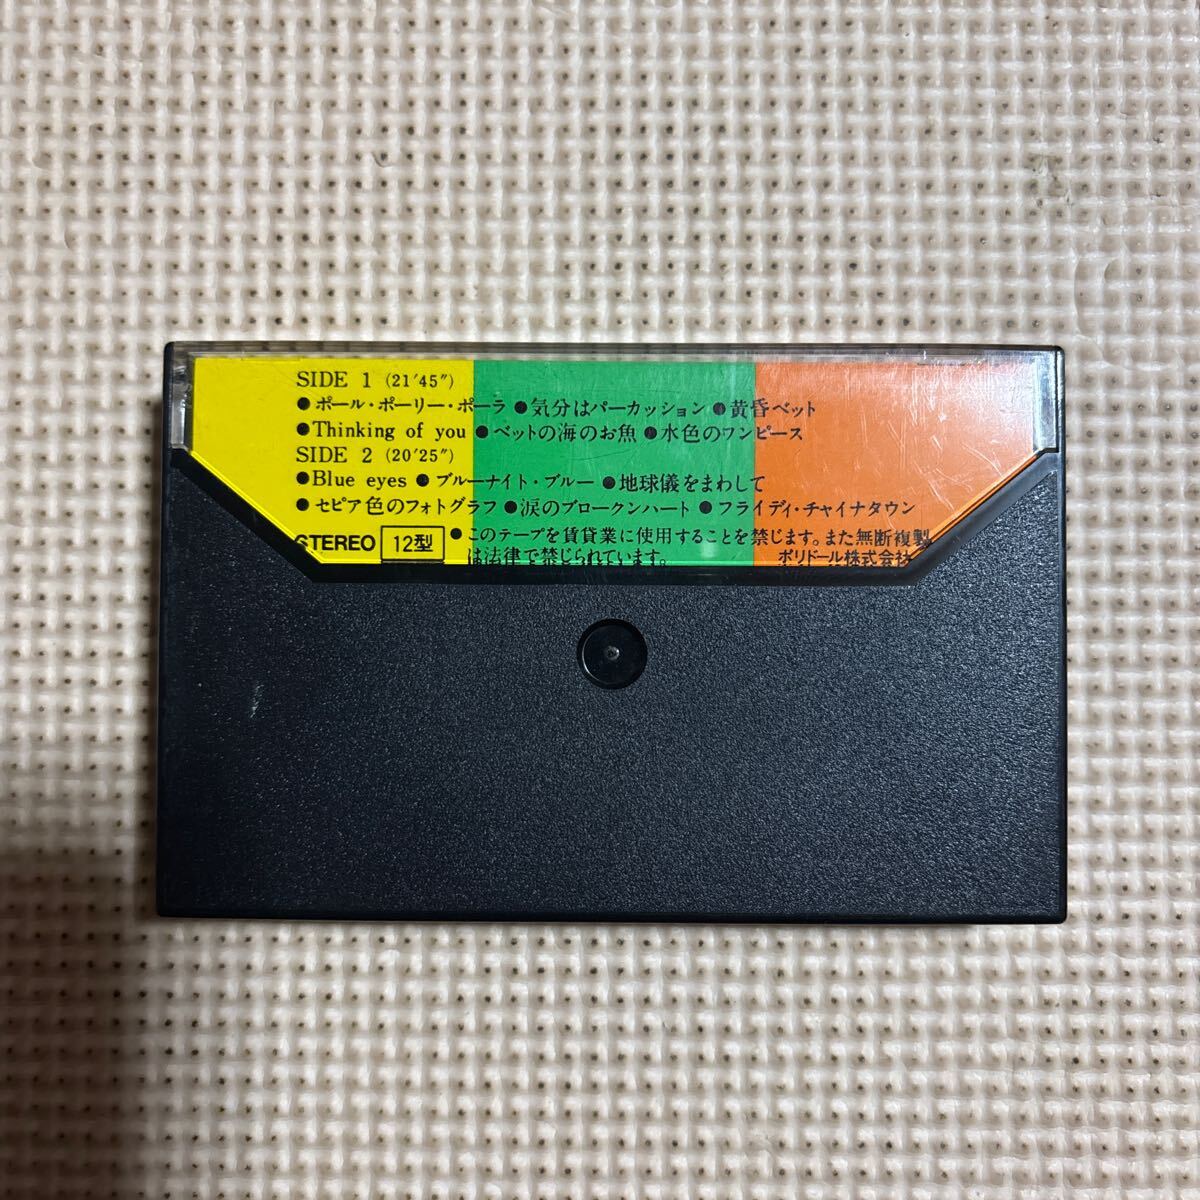 SIDE 1 (21′45″)
●ポール・ポーリー・ポーラ ●気分はパーカッション ●黄昏ベット
●Thinking of you ●ベットの海のお魚 ●水色のワンピース
SIDE 2 (20′25″)
●Blue eyes ●ブルーナイト・ブルー ●地球儀をまわして
●セピア色のフォトグラフ ●涙のブロークンハート ●フライディ・チャイナタウン
STEREO 12型 ●このテープを賃貸業に使用することを禁じます。また無断複製
は法律で禁じられています。 ポリドール株式会社